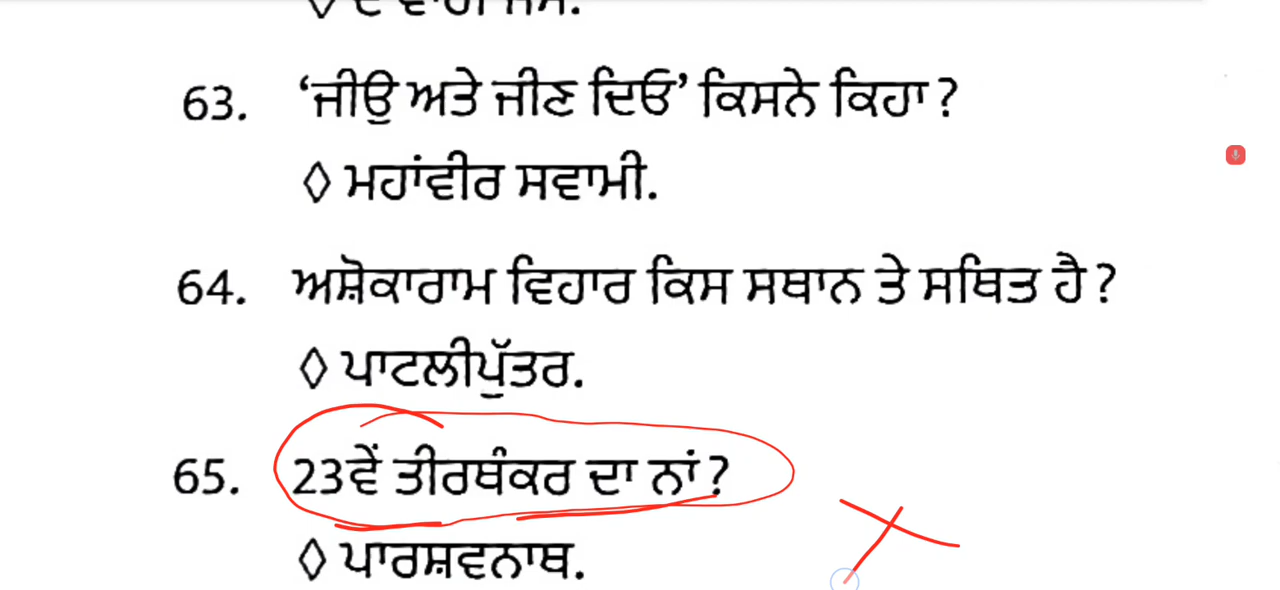 63. ‘ਜੀਉ ਅਤੇ ਜੀਣ ਦਿਓ’ ਕਿਸਨੇ ਕਿਹਾ?
◊ ਮਹਾਂਵੀਰ ਸਵਾਮੀ.
64. ਅਸ਼ੋਕਾਰਾਮ ਵਿਹਾਰ ਕਿਸ ਸਥਾਨ ਤੇ ਸਥਿਤ ਹੈ?
◊ ਪਾਟਲੀਪੁੱਤਰ.
65. 23ਵੇਂ ਤੀਰਥੰਕਰ ਦਾ ਨਾਂ?
◊ ਪਾਰਸ਼ਵਨਾਥ.